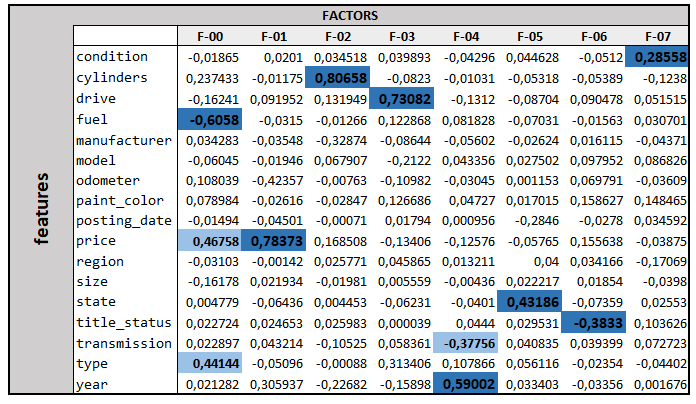 FACTORS
F-00 F-01 F-02 F-03 F-04 F-05 F-06 F-07
features
condition -0,01865 0,0201 0,034518 0,039893 -0,04296 0,044628 -0,0512 0,28558
cylinders 0,237433 -0,01175 0,80658 -0,0823 -0,01031 -0,05318 -0,05389 -0,1238
drive -0,16241 0,091952 0,131949 0,73082 -0,1312 -0,08704 0,090478 0,051515
fuel -0,6058 -0,0315 -0,01266 0,122868 0,081828 -0,07031 -0,01563 0,030701
manufacturer 0,034283 -0,03548 -0,32874 -0,08644 -0,05602 -0,02624 0,016115 -0,04371
model -0,06045 -0,01946 0,067907 -0,2122 0,043356 0,027502 0,097952 0,086826
odometer 0,108039 -0,42357 -0,00763 -0,10982 -0,03045 0,001153 0,069791 -0,03609
paint_color 0,078984 -0,02616 -0,02847 0,126686 0,04727 0,017015 0,158627 0,148465
posting_date -0,01494 -0,04501 -0,00071 0,01794 0,000956 -0,2846 -0,0278 0,034592
price 0,46758 0,78373 0,168508 -0,13406 -0,12576 -0,05765 0,155638 -0,03875
region -0,03103 -0,00142 0,025771 0,045865 0,013211 0,04 0,034166 -0,17069
size -0,16178 0,021934 -0,01981 0,005559 -0,00436 0,022217 0,01854 -0,0398
state 0,004779 -0,06436 0,004453 -0,06231 -0,0401 0,43186 -0,07359 0,02553
title_status 0,022724 0,024653 0,025983 0,000039 0,0444 0,029531 -0,3833 0,103626
transmission 0,022897 0,043214 -0,10525 0,058361 -0,37756 0,040835 0,039399 0,072723
type 0,44144 -0,05096 -0,00088 0,313406 0,107866 0,056116 -0,02354 -0,04402
year 0,021282 0,305937 -0,22682 -0,15898 0,59002 0,033403 -0,03356 0,001676